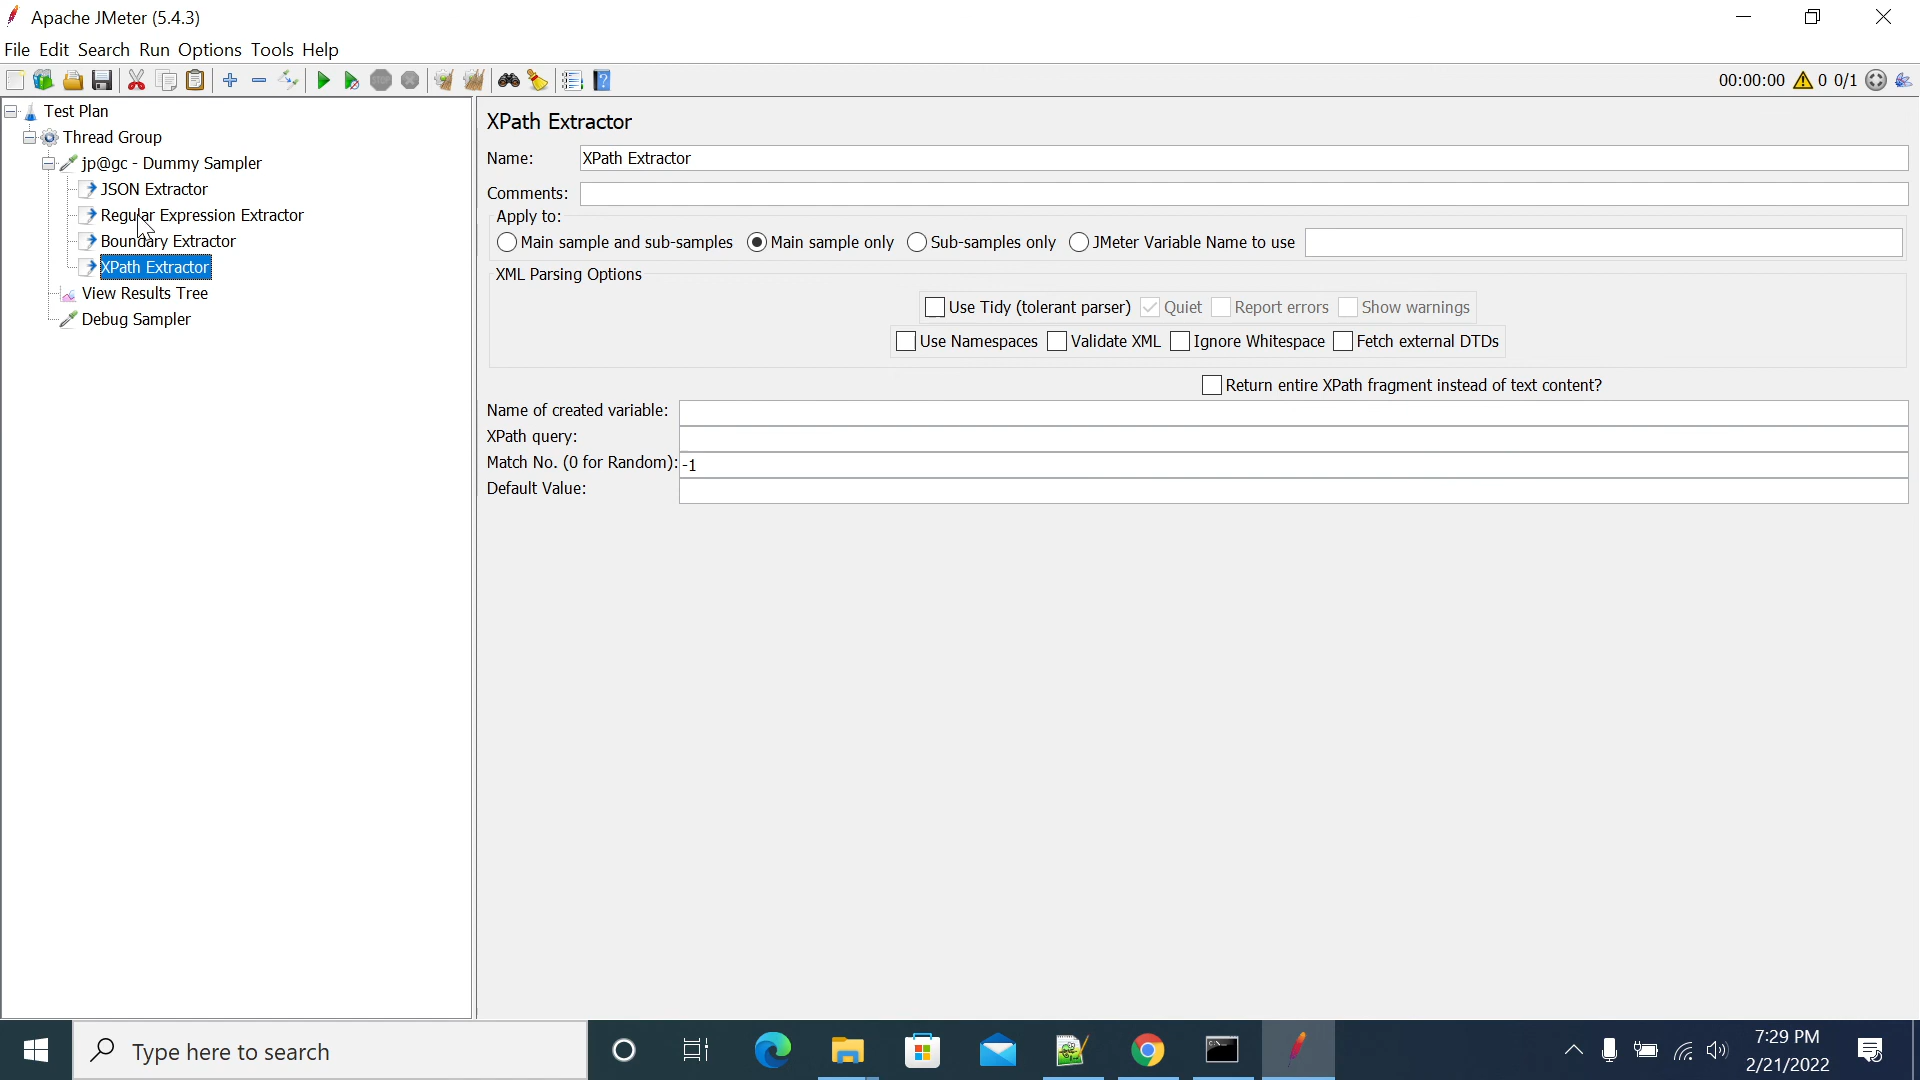 Apache JMeter (5.4.3)
File Edit Search Run Options Tools Help
00:00:00 0 0/1
Test Plan
Thread Group
jp@gc - Dummy Sampler
JSON Extractor
Regular Expression Extractor
Boundary Extractor
XPath Extractor
View Results Tree
Debug Sampler
XPath Extractor
Name: XPath Extractor
Comments:
Apply to:
Main sample and sub-samples Main sample only Sub-samples only JMeter Variable Name to use
XML Parsing Options
Use Tidy (tolerant parser) Quiet Report errors Show warnings
Use Namespaces Validate XML Ignore Whitespace Fetch external DTDs
Return entire XPath fragment instead of text content?
Name of created variable:
XPath query:
Match No. (0 for Random): -1
Default Value:
Type here to search
7:29 PM
2/21/2022